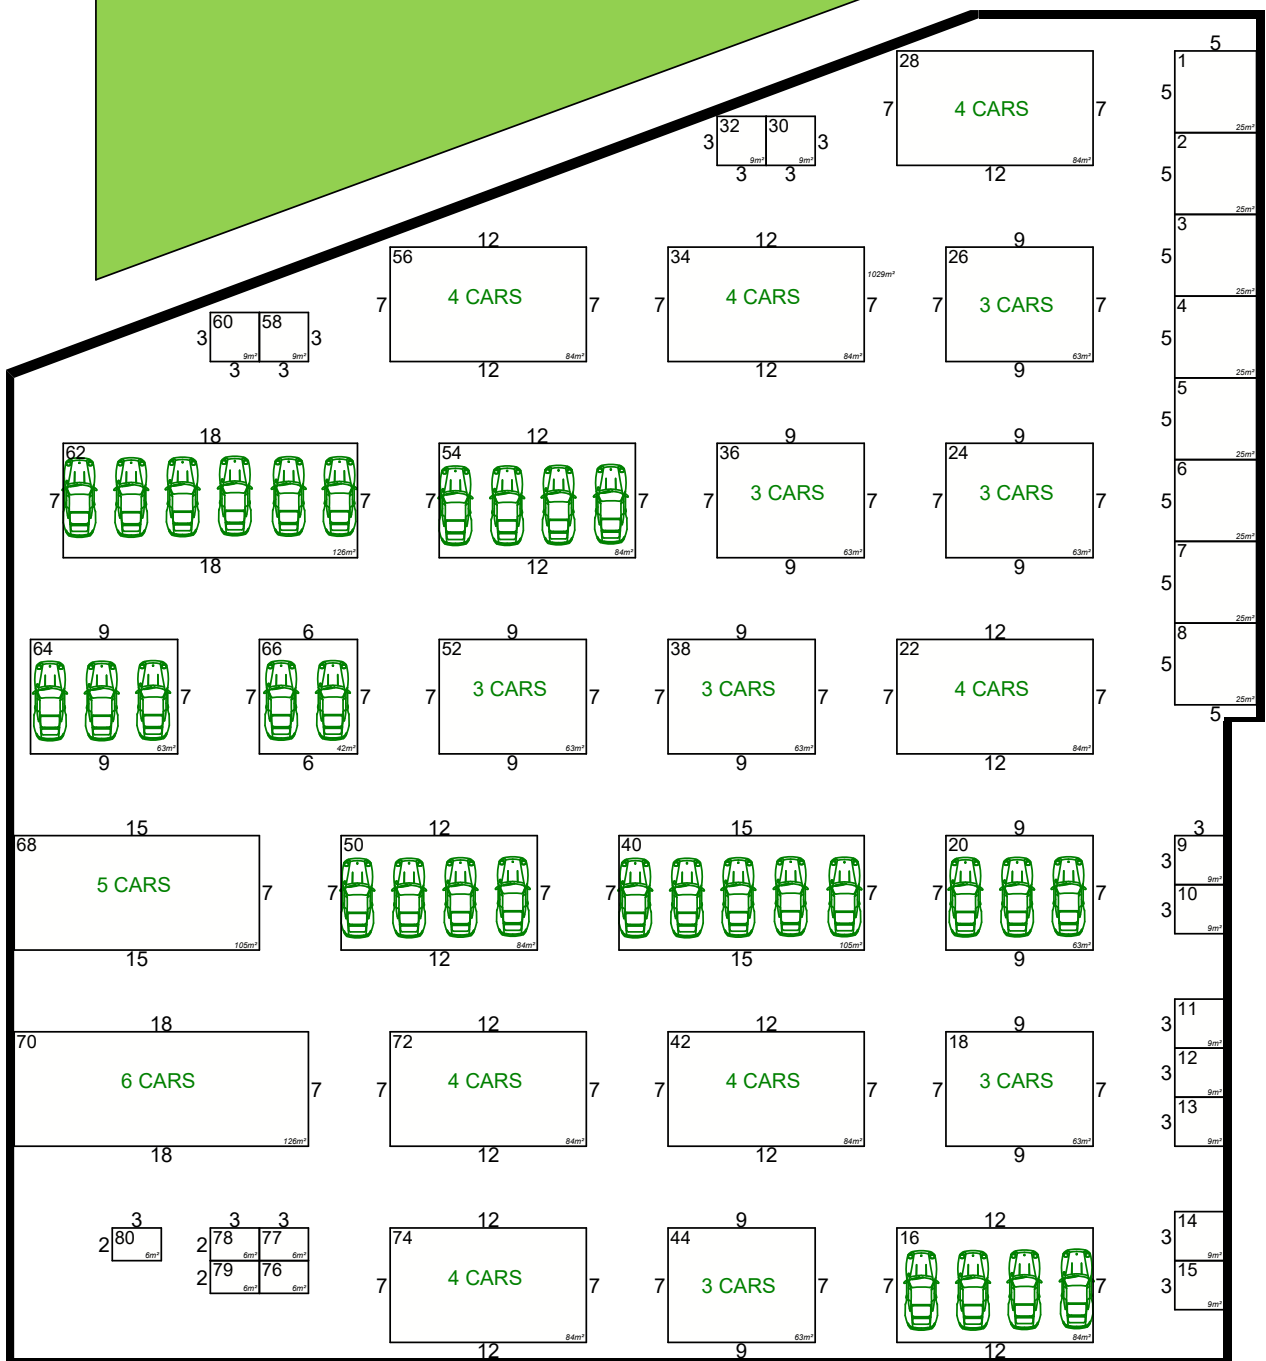 5
28
1
7
4 CARS
7
5
84m²
25m²
12
32
30
3
3
9m²
9m²
3
3
2
5
25m²
12
12
9
3
56
34
26
1029m²
5
4 CARS
4 CARS
3 CARS
7
7
7
7
7
7
25m²
84m²
84m²
63m²
12
12
9
60
58
3
3
9m²
9m²
3
3
4
5
25m²
18
12
9
9
5
62
54
36
24
5
3 CARS
3 CARS
25m²
7
7
7
7
7
7
7
7
6
5
126m²
84m²
63m²
63m²
25m²
18
12
9
9
7
5
25m²
9
6
9
9
12
8
64
66
52
38
22
5
3 CARS
3 CARS
4 CARS
7
7
7
7
7
7
7
7
7
25m²
63m²
42m²
63m²
63m²
84m²
5
9
6
9
9
12
15
12
15
9
3
68
50
40
20
9
3
5 CARS
9m²
7
7
7
7
7
7
7
10
3
105m²
84m²
105m²
63m²
9m²
15
12
15
9
18
12
12
9
11
3
9m²
70
72
42
18
12
3
6 CARS
4 CARS
4 CARS
3 CARS
9m²
7
7
7
7
7
7
7
13
3
126m²
84m²
84m²
63m²
9m²
18
12
12
9
3
3
3
12
9
12
14
80
78
77
74
44
16
3
2
2
6m²
6m²
6m²
9m²
79
76
4 CARS
3 CARS
15
2
7
7
7
7
7
3
6m²
6m²
84m²
63m²
84m²
9m²
12
9
12